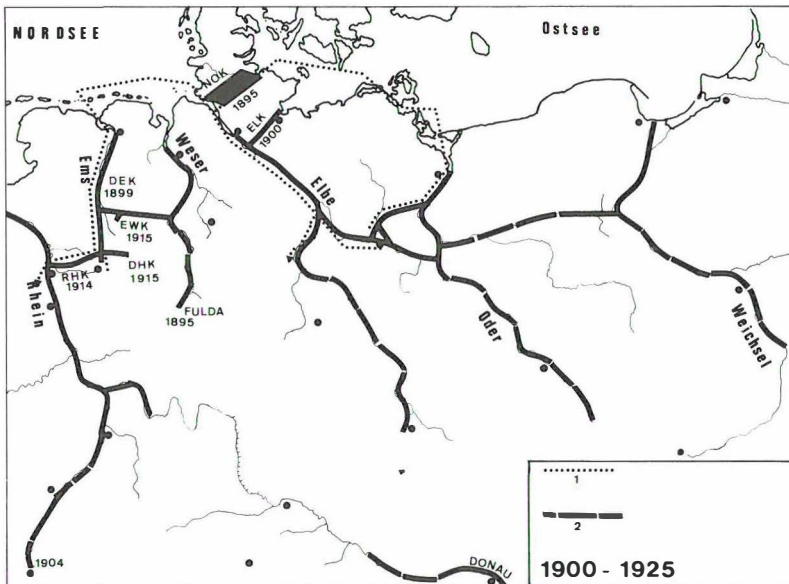 NORDSEE
Ostsee
NOK
1895
ELK
1900
Ems
Weser
Elbe
DEK
1899
EWK
1915
DHK
1915
RHK
1914
Rhein
FULDA
1895
Oder
Weichsel
1904
DONAU
1
2
1900 - 1925